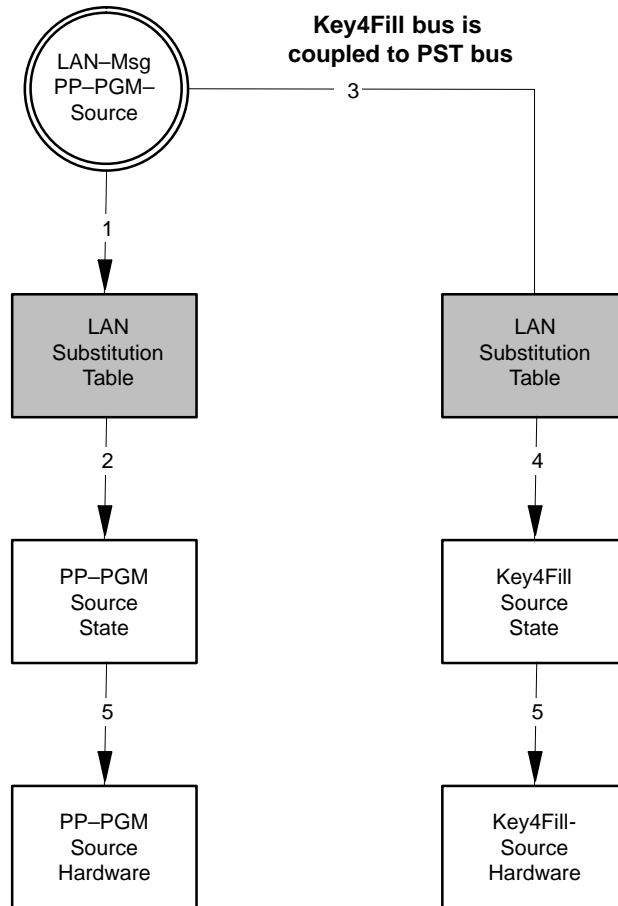 Key4Fill bus is
coupled to PST bus
LAN–Msg
PP–PGM–
Source
3
1
LAN
Substitution
Table
LAN
Substitution
Table
2
4
PP–PGM
Source
State
Key4Fill
Source
State
5
5
PP–PGM
Source
Hardware
Key4Fill-
Source
Hardware